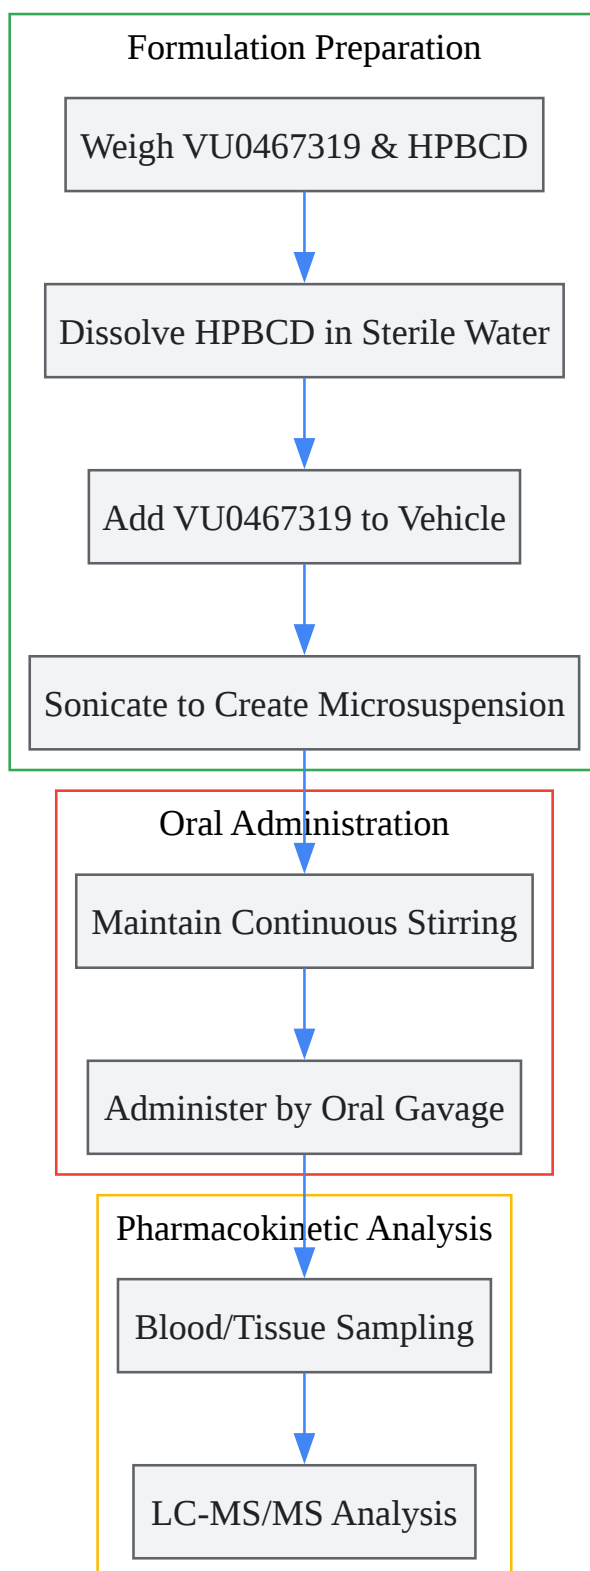 Formulation Preparation
Weigh VU0467319 & HPBCD
Dissolve HPBCD in Sterile Water
Add VU0467319 to Vehicle
Sonicate to Create Microsuspension
Oral Administration
Maintain Continuous Stirring
Administer by Oral Gavage
Pharmacokinetic Analysis
Blood/Tissue Sampling
LC-MS/MS Analysis